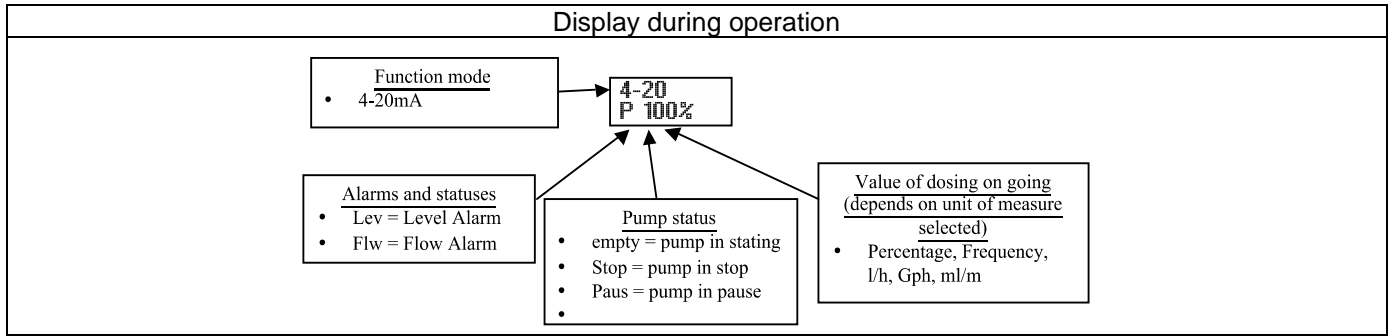 Display during operation
Function mode
• 4-20mA
4-20
P 100%
Alarms and statuses
• Lev = Level Alarm
• Flw = Flow Alarm
Pump status
• empty = pump in stating
• Stop = pump in stop
• Paus = pump in pause
•
Value of dosing on going
(depends on unit of measure
selected)
• Percentage, Frequency,
l/h, Gph, ml/m